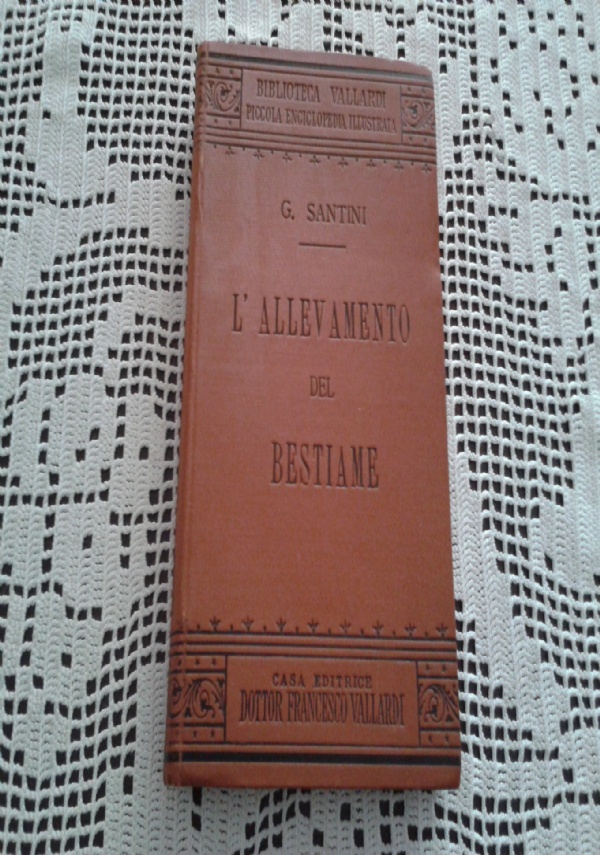 BIBLIOTECA VALLARDI
PICCOLA ENCICLOPEDIA ILLUSTRATA
G. SANTINI
L' ALLEVAMENTO
DEL
BESTIAME
CASA EDITRICE
DOTTOR FRANCESCO VALLARDI